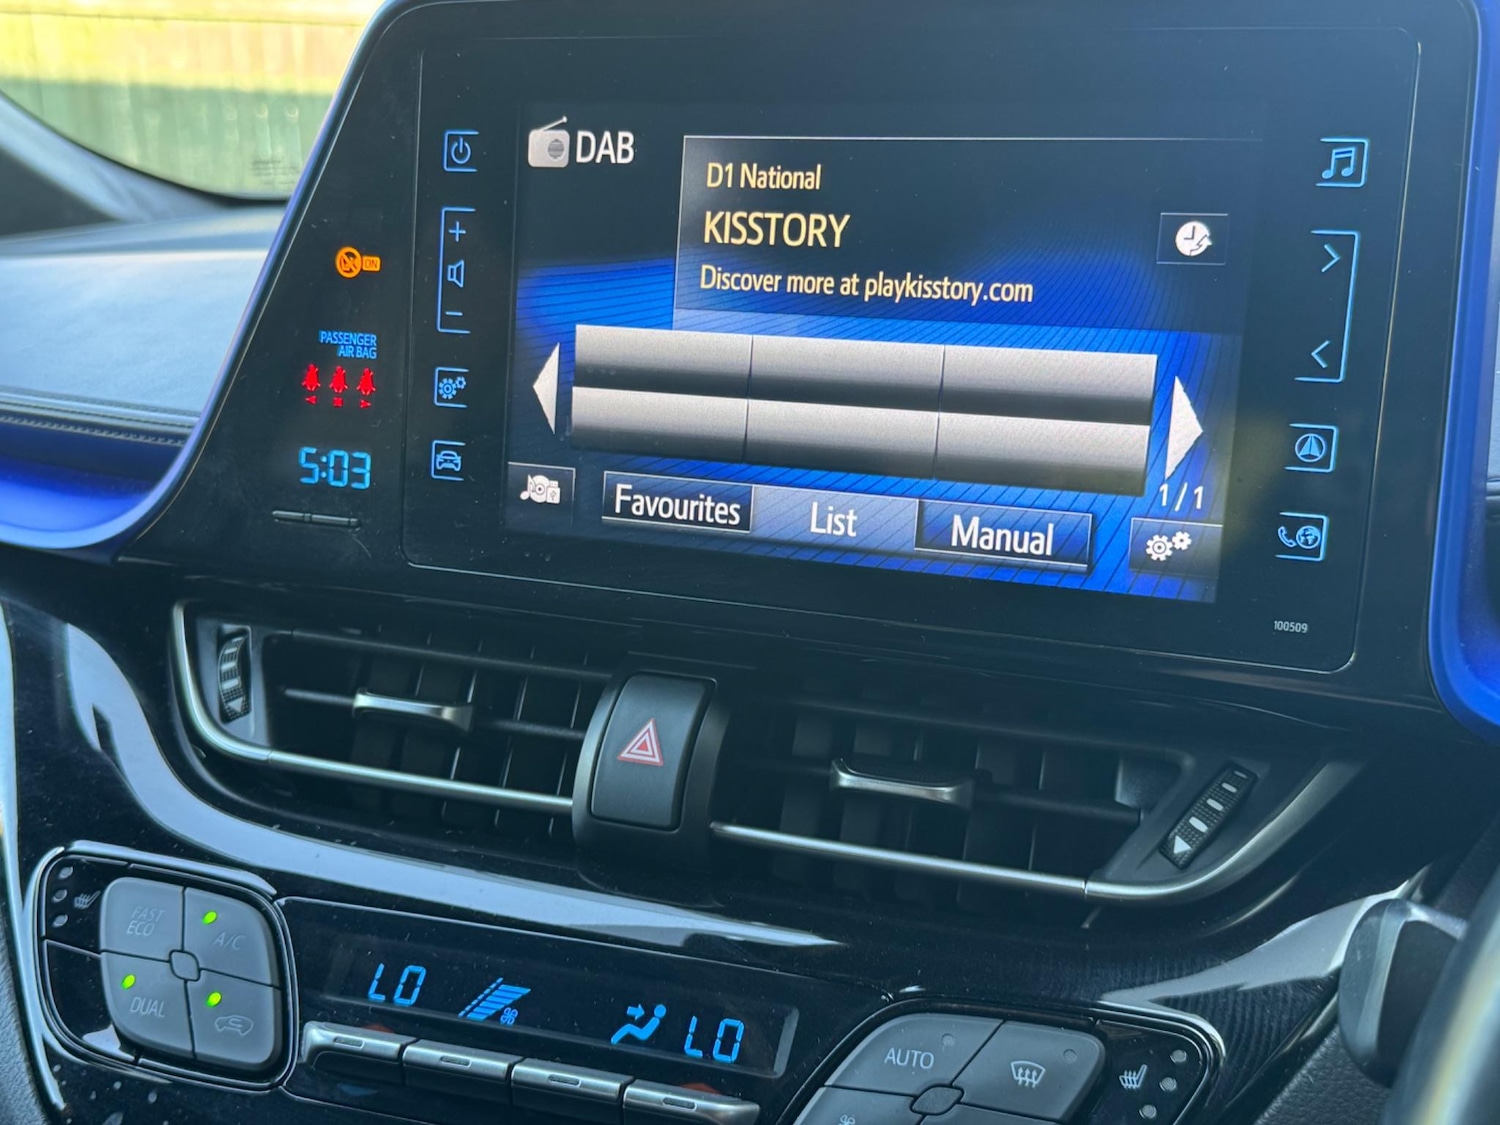 DAB
D1 National
KISSTORY
Discover more at playkisstory.com
ON
PASSENGER
AIR BAG
5:03
1/1
Favourites
List
Manual
100509
FAST
ECO
A/C
DUAL
LO
LO
AUTO